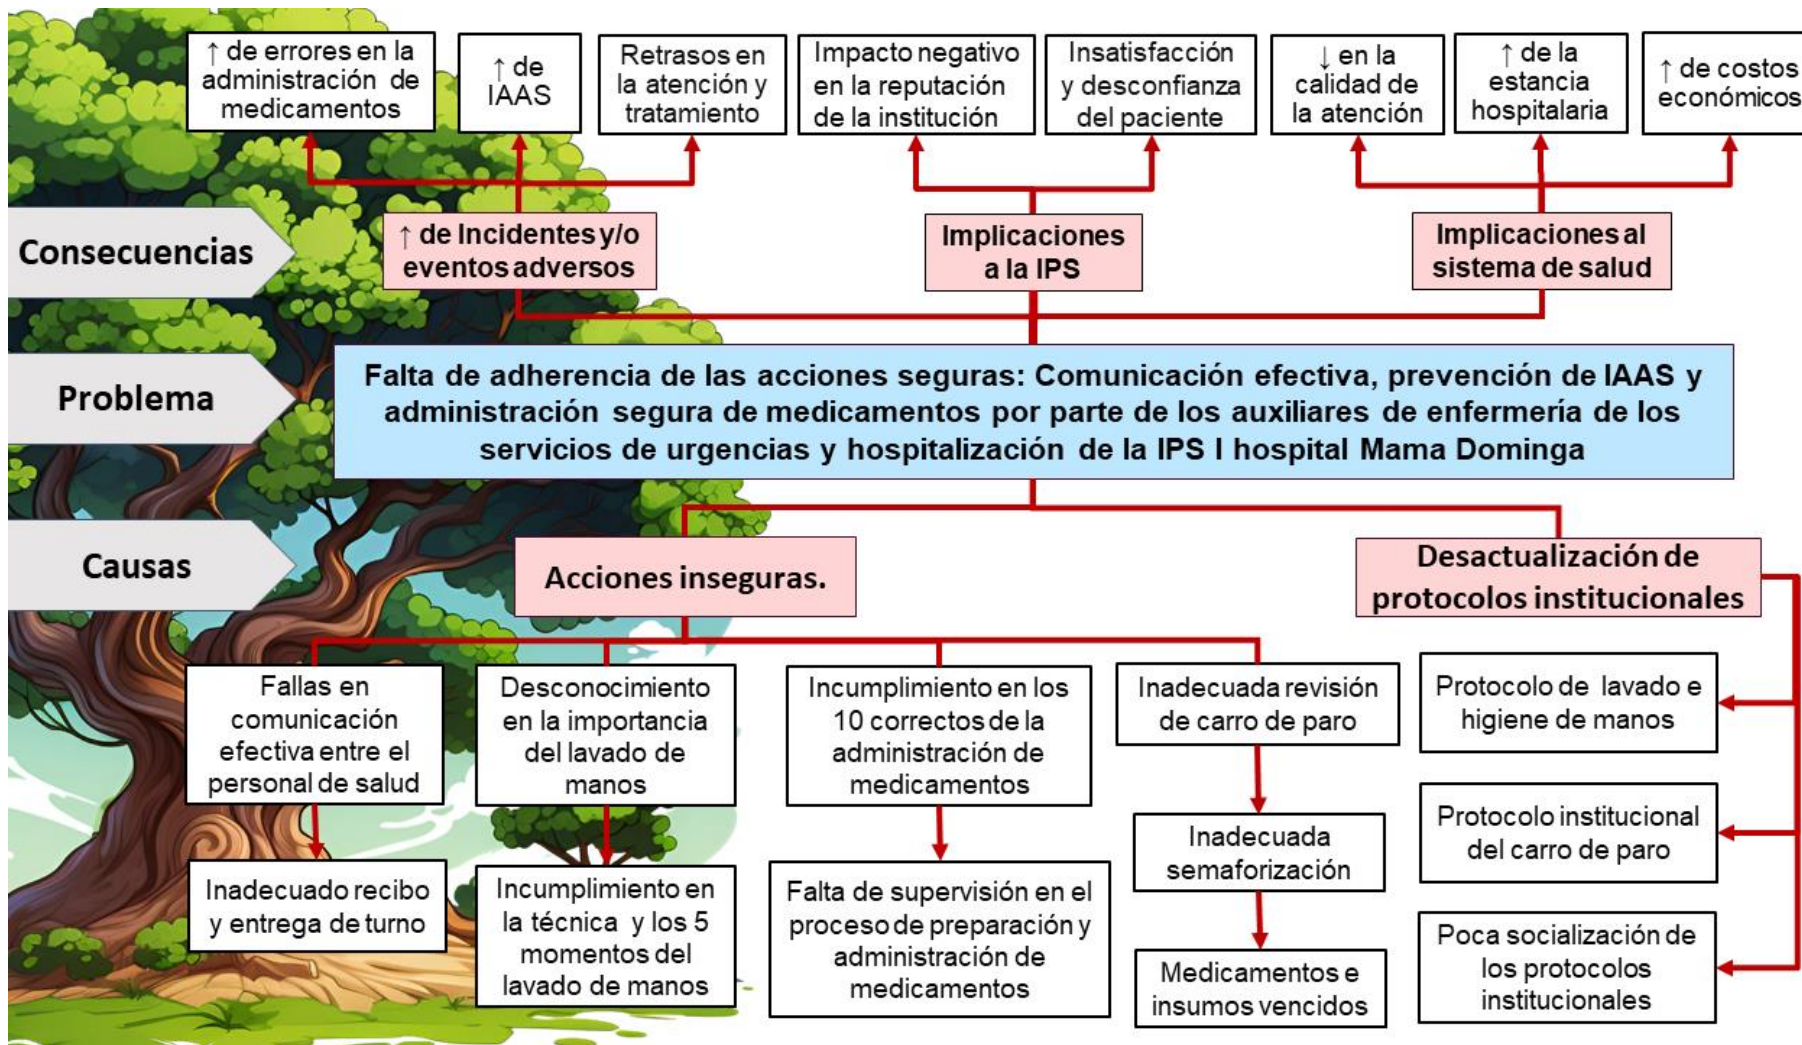 ↑ de errores en la
administración de
medicamentos
↑ de
IAAS
Retrasos en
la atención y
tratamiento
Impacto negativo
en la reputación
de la institución
Insatisfacción
y desconfianza
del paciente
↓ en la
calidad de
la atención
↑ de la
estancia
hospitalaria
↑ de costos
económicos
Consecuencias
↑ de Incidentes y/o
eventos adversos
Implicaciones
a la IPS
Implicaciones al
sistema de salud
Problema
Falta de adherencia de las acciones seguras: Comunicación efectiva, prevención de IAAS y
administración segura de medicamentos por parte de los auxiliares de enfermería de los
servicios de urgencias y hospitalización de la IPS I hospital Mama Dominga
Causas
Acciones inseguras.
Desactualización de
protocolos institucionales
Fallas en
comunicación
efectiva entre el
personal de salud
Inadecuado recibo
y entrega de turno
Desconocimiento
en la importancia
del lavado de
manos
Incumplimiento en
la técnica y los 5
momentos del
lavado de manos
Incumplimiento en los
10 correctos de la
administración de
medicamentos
Falta de supervisión en el
proceso de preparación y
administración de
medicamentos
Inadecuada revisión
de carro de paro
Inadecuada
semaforización
Medicamentos e
insumos vencidos
Protocolo de lavado e
higiene de manos
Protocolo institucional
del carro de paro
Poca socialización de
los protocolos
institucionales